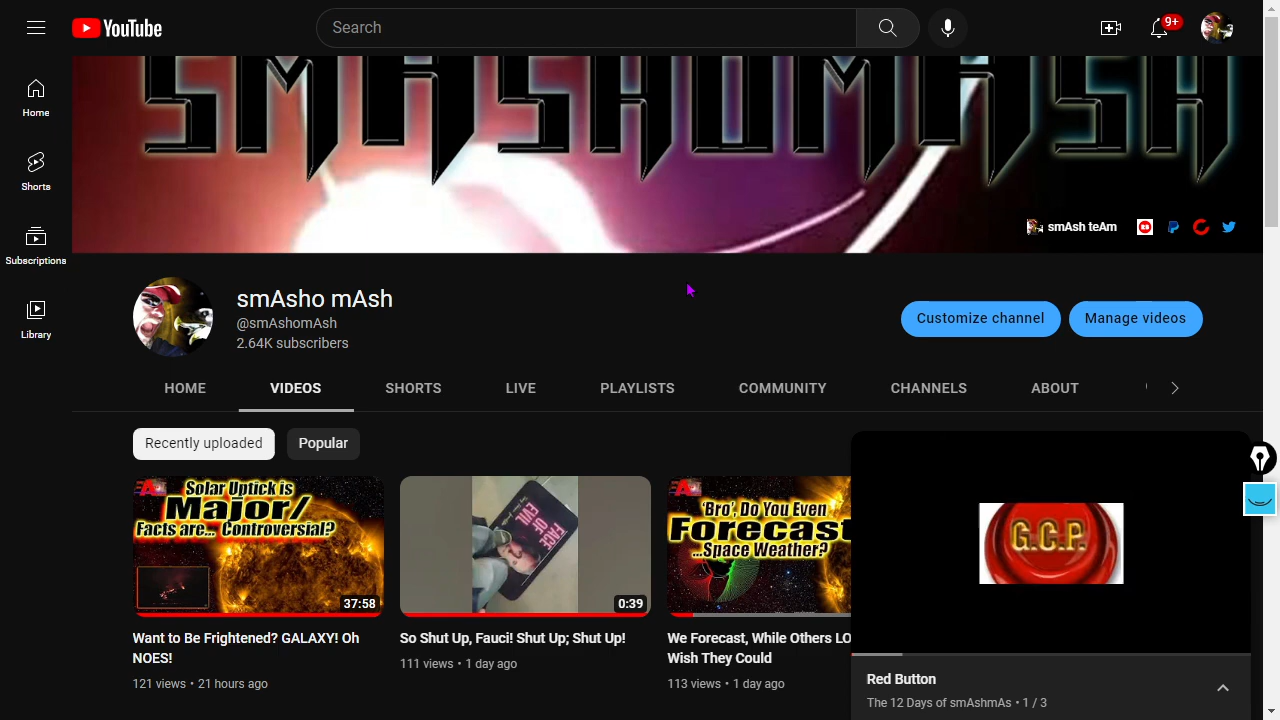 YouTube
Search
9+
Home
Shorts
Subscriptions
Library
SMASHOMASH
smAsh teAm
smAsho mAsh
@smAshomAsh
2.64K subscribers
Customize channel
Manage videos
HOME
VIDEOS
SHORTS
LIVE
PLAYLISTS
COMMUNITY
CHANNELS
ABOUT
Recently uploaded
Popular
Solar Uptick is
Major/
Facts are... Controversial?
37:58
Want to Be Frightened? GALAXY! Oh
NOES!
121 views • 21 hours ago
FACE
OF
EVIL
0:39
So Shut Up, Fauci! Shut Up; Shut Up!
111 views • 1 day ago
'Bro', Do You Even
Forecast
...Space Weather?
We Forecast, While Others LO
Wish They Could
113 views • 1 day ago
G.C.P.
Red Button
The 12 Days of smAshmAs • 1 / 3